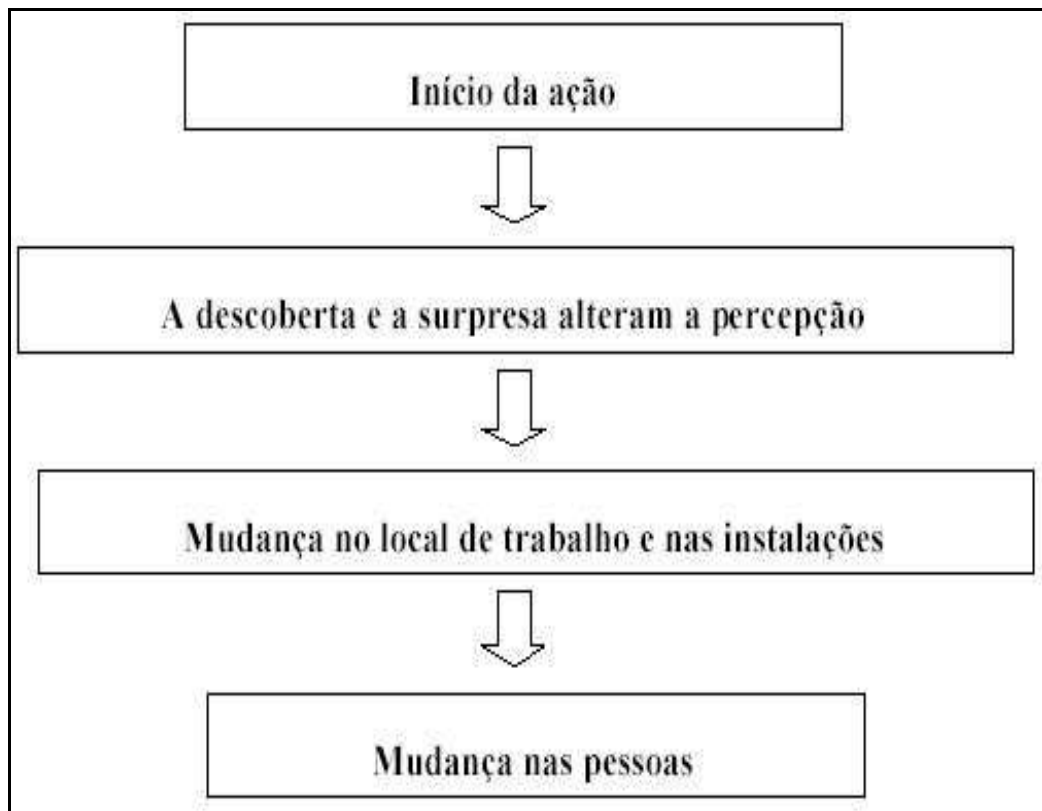 Início da ação
A descoberta e a surpresa alteram a percepção
Mudança no local de trabalho e nas instalações
Mudança nas pessoas